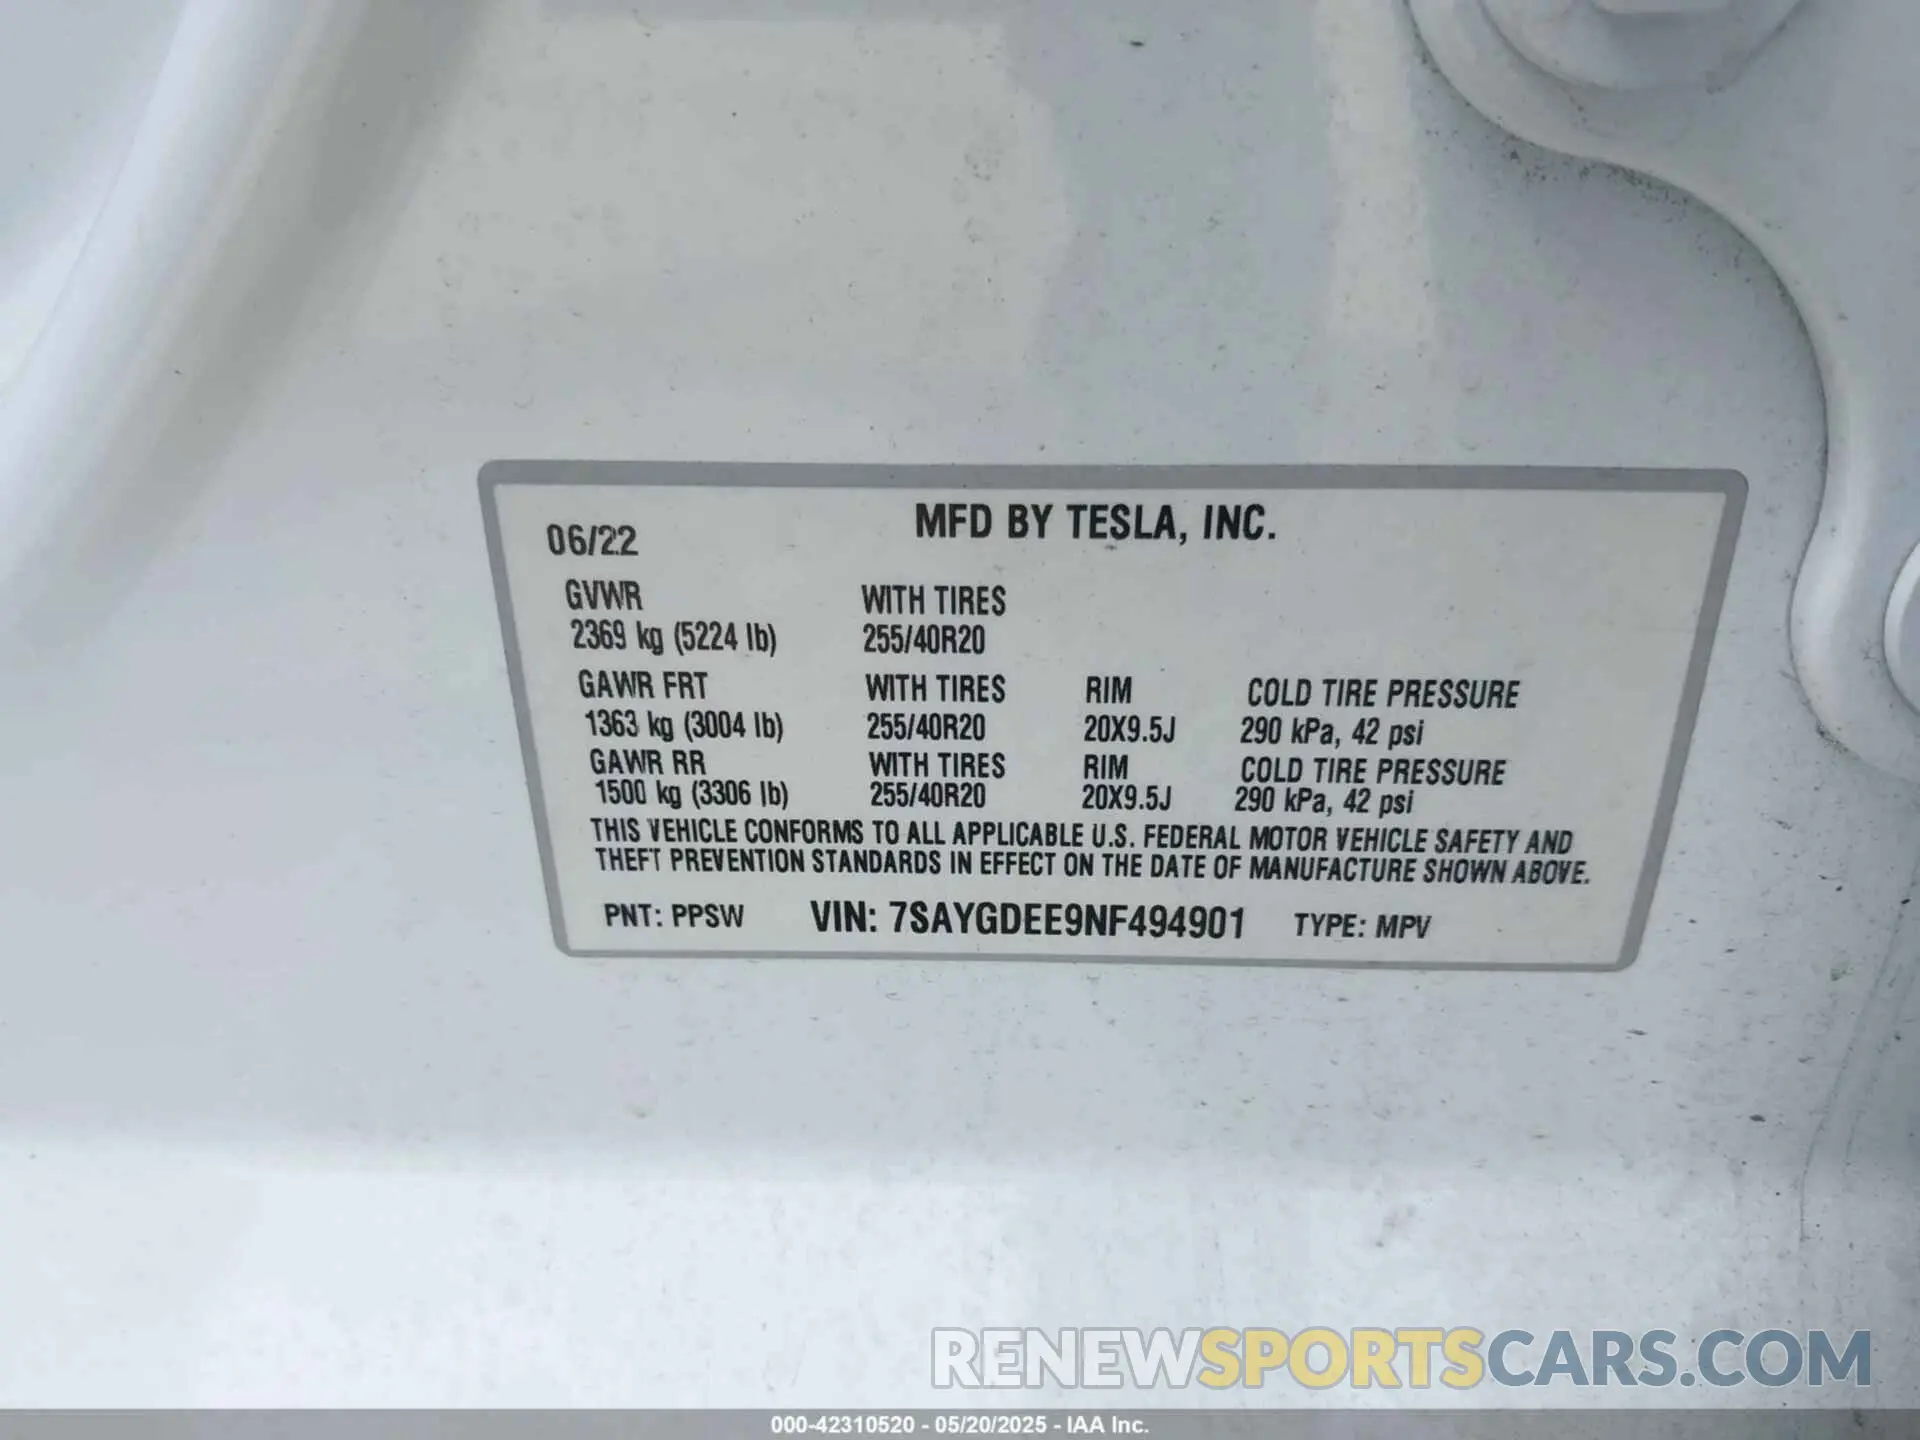 06/22 MFD BY TESLA, INC.
GVWR WITH TIRES
2369 kg (5224 lb) 255/40R20
GAWR FRT WITH TIRES RIM COLD TIRE PRESSURE
1363 kg (3004 lb) 255/40R20 20X9.5J 290 kPa, 42 psi
GAWR RR WITH TIRES RIM COLD TIRE PRESSURE
1500 kg (3306 lb) 255/40R20 20X9.5J 290 kPa, 42 psi
THIS VEHICLE CONFORMS TO ALL APPLICABLE U.S. FEDERAL MOTOR VEHICLE SAFETY AND
THEFT PREVENTION STANDARDS IN EFFECT ON THE DATE OF MANUFACTURE SHOWN ABOVE.
PNT: PPSW VIN: 7SAYGDEE9NF494901 TYPE: MPV
RENEWSPORTSCARS.COM
000-42310520 - 05/20/2025 - IAA Inc.